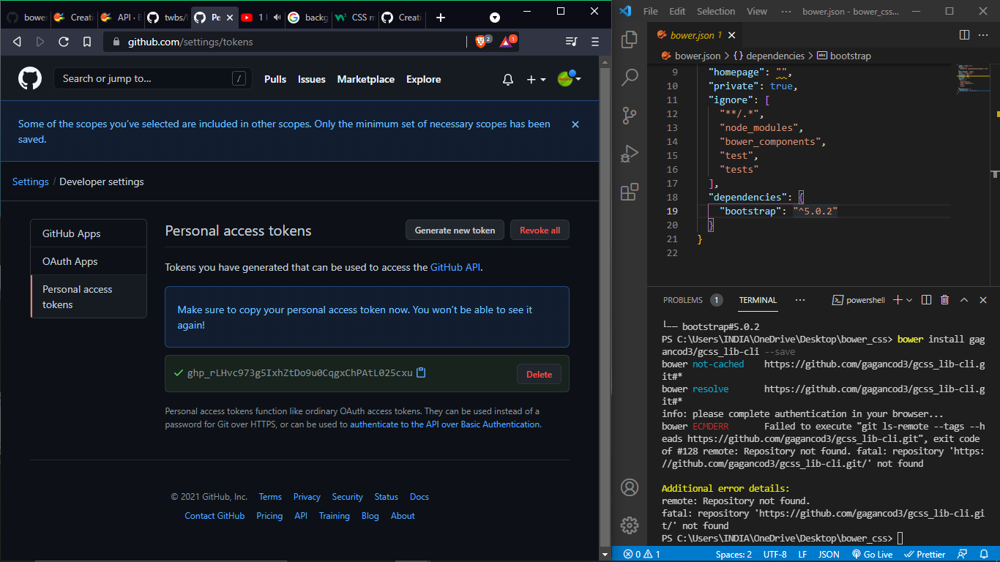 bower
Creati
API · B
twbs/l
Pe
1 l
backg
CSS m
Creati
github.com/settings/tokens
2
1
Search or jump to...
/
Pulls Issues Marketplace Explore
Some of the scopes you’ve selected are included in other scopes. Only the minimum set of necessary scopes has been
saved.
Settings / Developer settings
GitHub Apps
OAuth Apps
Personal access
tokens
Personal access tokens
Generate new token
Revoke all
Tokens you have generated that can be used to access the GitHub API.
Make sure to copy your personal access token now. You won’t be able to see it
again!
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
Delete
Personal access tokens function like ordinary OAuth access tokens. They can be used instead of a
password for Git over HTTPS, or can be used to authenticate to the API over Basic Authentication.
© 2021 GitHub, Inc. Terms Privacy Security Status Docs
Contact GitHub Pricing API Training Blog About
File Edit Selection View ··· bower.json - bower_css...
bower.json 1
bower.json > {} dependencies > bootstrap
9 "homepage": "",
10 "private": true,
11 "ignore": [
12 "**/.*",
13 "node_modules",
14 "bower_components",
15 "test",
16 "tests"
17 ],
18 "dependencies": {
19 "bootstrap": "^5.0.2"
20 }
21 }
22
PROBLEMS 1 TERMINAL ··· powershell
└── bootstrap#5.0.2
PS C:\Users\INDIA\OneDrive\Desktop\bower_css> bower install gag
ancod3/gcss_lib-cli --save
bower not-cached https://github.com/gagancod3/gcss_lib-cli.g
it#*
bower resolve https://github.com/gagancod3/gcss_lib-cli.g
it#*
info: please complete authentication in your browser...
bower ECMDERR Failed to execute "git ls-remote --tags --h
eads https://github.com/gagancod3/gcss_lib-cli.git", exit code
of #128 remote: Repository not found. fatal: repository 'https:
//github.com/gagancod3/gcss_lib-cli.git/' not found
Additional error details:
remote: Repository not found.
fatal: repository 'https://github.com/gagancod3/gcss_lib-cli.gi
t/' not found
PS C:\Users\INDIA\OneDrive\Desktop\bower_css>
0 1 Spaces: 2 UTF-8 LF JSON Go Live Prettier